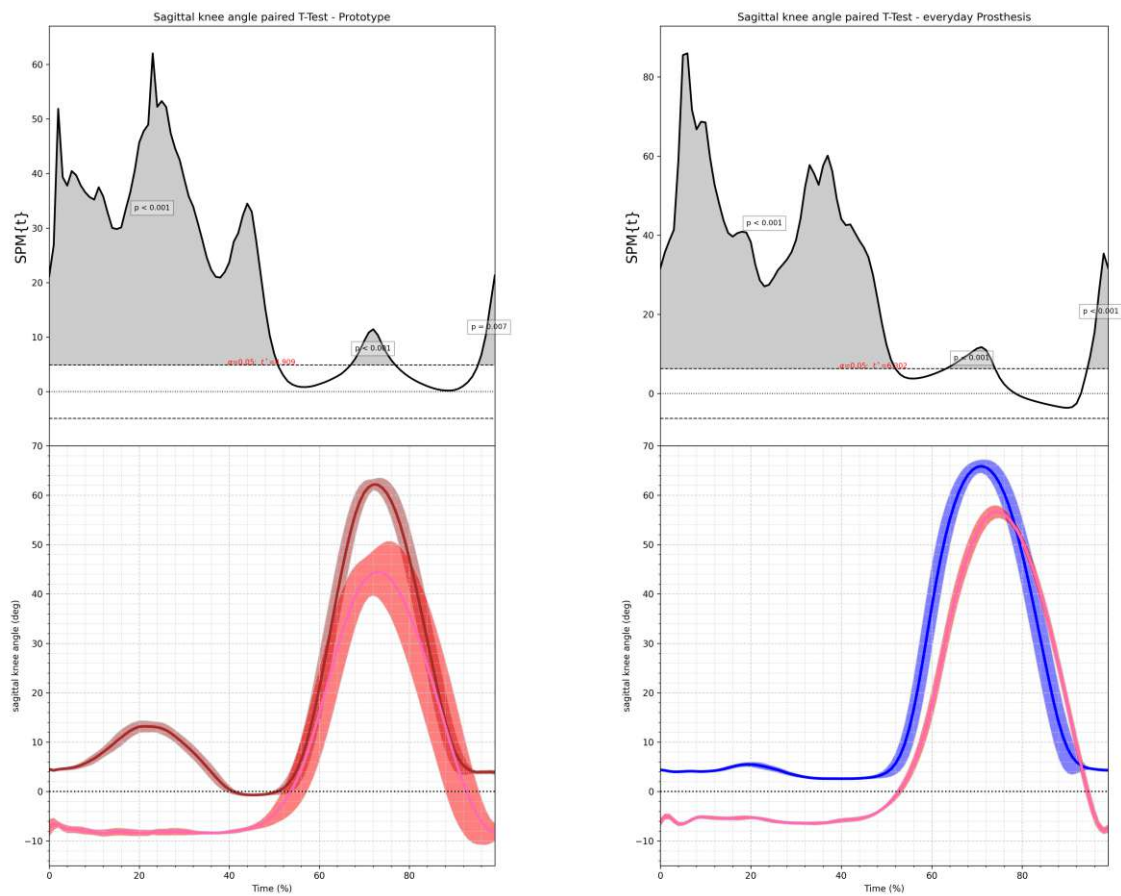 Sagittal knee angle paired T-Test - Prototype
SPM{t}
60
50
40
30
20
10
0
p < 0.001
p < 0.001
p = 0.007
70
60
50
40
30
20
10
0
−10
sagittal knee angle (deg)
0
20
40
60
80
Time (%)
Sagittal knee angle paired T-Test - everyday Prosthesis
SPM{t}
80
60
40
20
0
p < 0.001
p < 0.001
p < 0.001
70
60
50
40
30
20
10
0
−10
sagittal knee angle (deg)
0
20
40
60
80
Time (%)